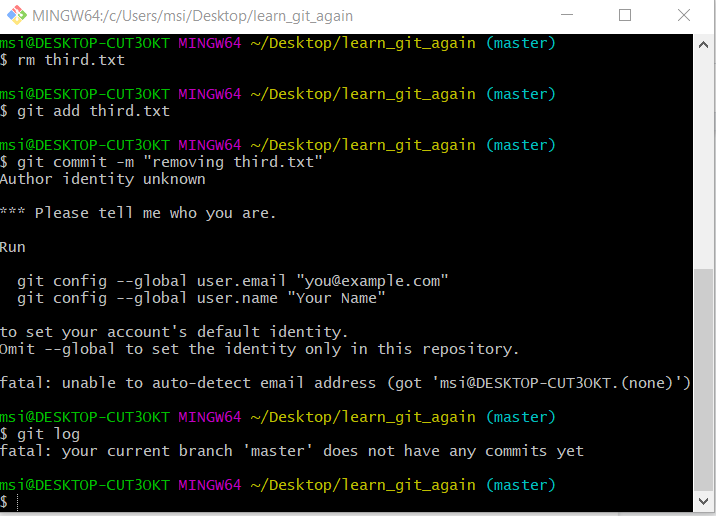 MINGW64:/c/Users/msi/Desktop/learn_git_again
msi@DESKTOP-CUT3OKT MINGW64 ~/Desktop/learn_git_again (master)
$ rm third.txt
msi@DESKTOP-CUT3OKT MINGW64 ~/Desktop/learn_git_again (master)
$ git add third.txt
msi@DESKTOP-CUT3OKT MINGW64 ~/Desktop/learn_git_again (master)
$ git commit -m "removing third.txt"
Author identity unknown
*** Please tell me who you are.
Run
git config --global user.email "you@example.com"
git config --global user.name "Your Name"
to set your account's default identity.
Omit --global to set the identity only in this repository.
fatal: unable to auto-detect email address (got 'msi@DESKTOP-CUT3OKT.(none)')
msi@DESKTOP-CUT3OKT MINGW64 ~/Desktop/learn_git_again (master)
$ git log
fatal: your current branch 'master' does not have any commits yet
msi@DESKTOP-CUT3OKT MINGW64 ~/Desktop/learn_git_again (master)
$